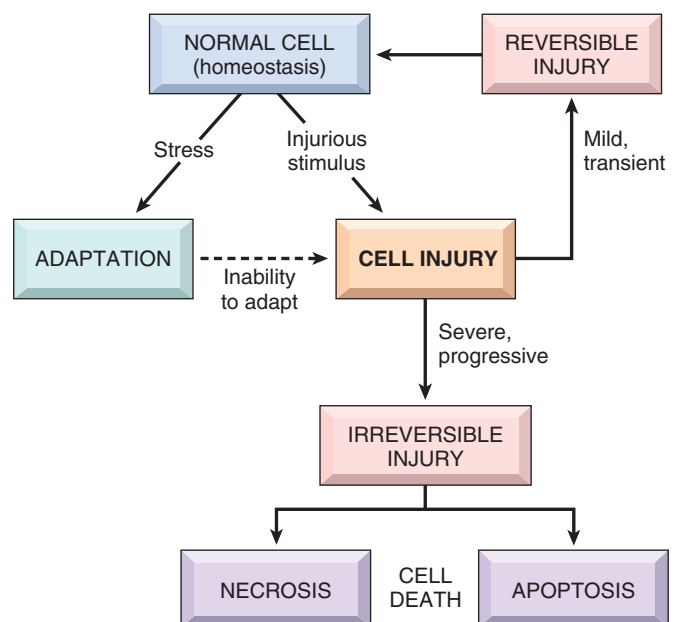 NORMAL CELL
(homeostasis)
REVERSIBLE
INJURY
Stress
Injurious
stimulus
Mild,
transient
ADAPTATION
Inability
to adapt
CELL INJURY
Severe,
progressive
IRREVERSIBLE
INJURY
NECROSIS
CELL
DEATH
APOPTOSIS